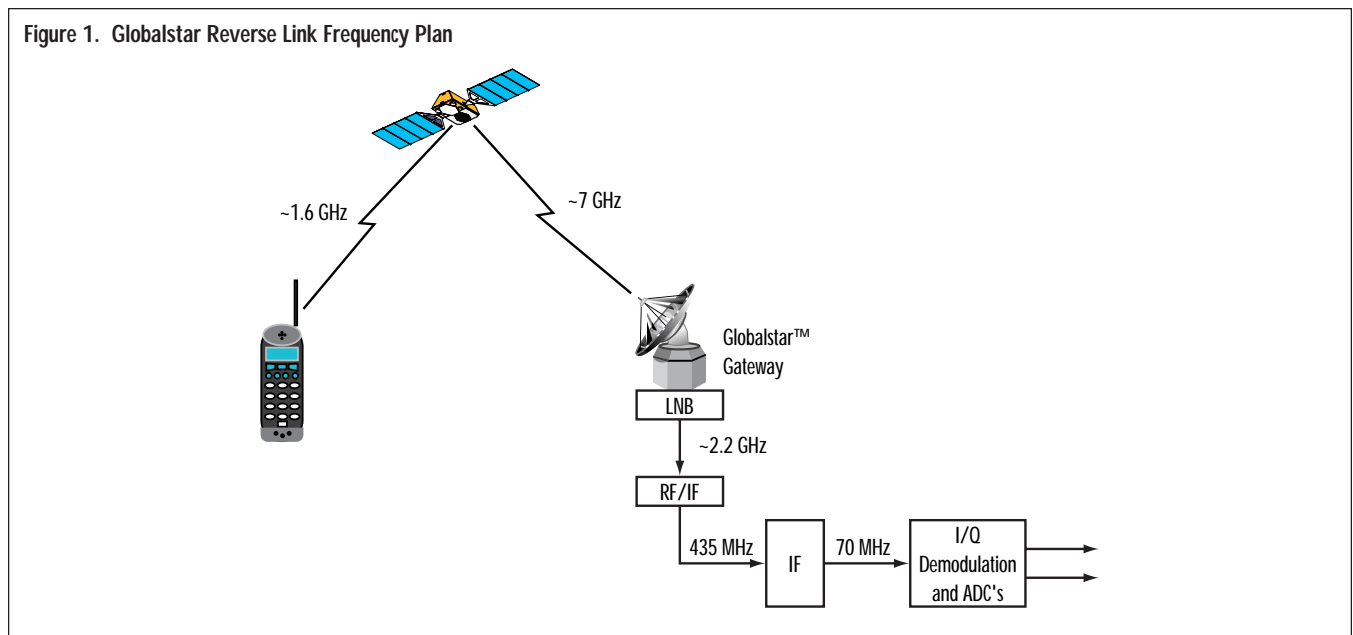 Figure 1. Globalstar Reverse Link Frequency Plan
~1.6 GHz
~7 GHz
Globalstar™
Gateway
LNB
~2.2 GHz
RF/IF
435 MHz
IF
70 MHz
I/Q
Demodulation
and ADC's